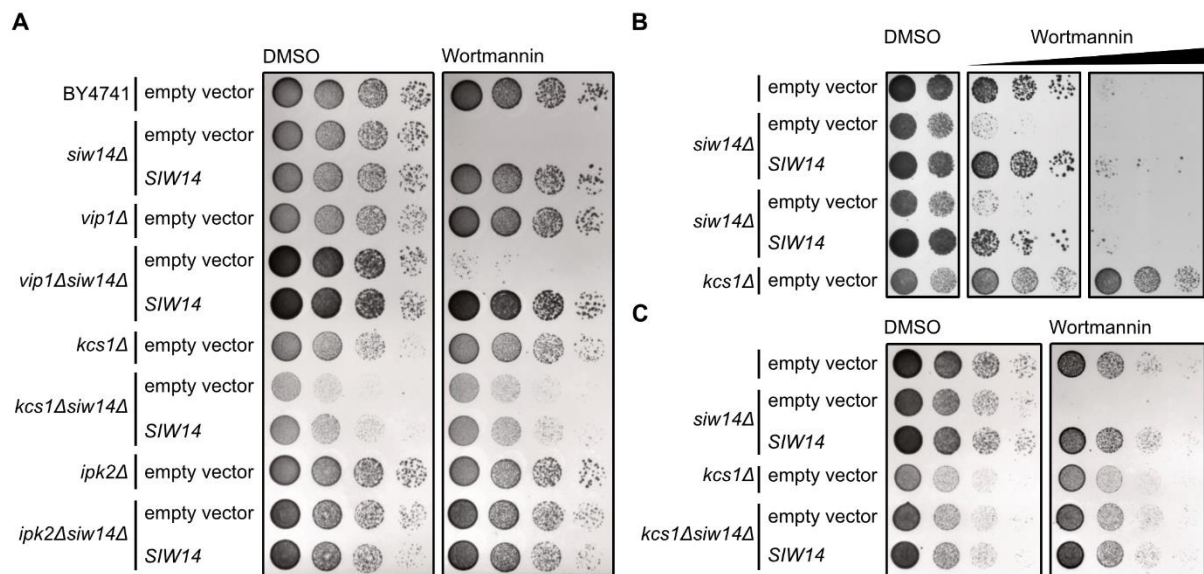 A
DMSO
Wortmannin
BY4741
empty vector
siw14Δ
empty vector
SIW14
vip1Δ
empty vector
vip1Δsiw14Δ
empty vector
SIW14
kcs1Δ
empty vector
kcs1Δsiw14Δ
empty vector
SIW14
ipk2Δ
empty vector
ipk2Δsiw14Δ
empty vector
SIW14
B
DMSO
Wortmannin
empty vector
siw14Δ
empty vector
SIW14
siw14Δ
empty vector
SIW14
kcs1Δ
empty vector
C
DMSO
Wortmannin
empty vector
siw14Δ
empty vector
SIW14
kcs1Δ
empty vector
kcs1Δsiw14Δ
empty vector
SIW14